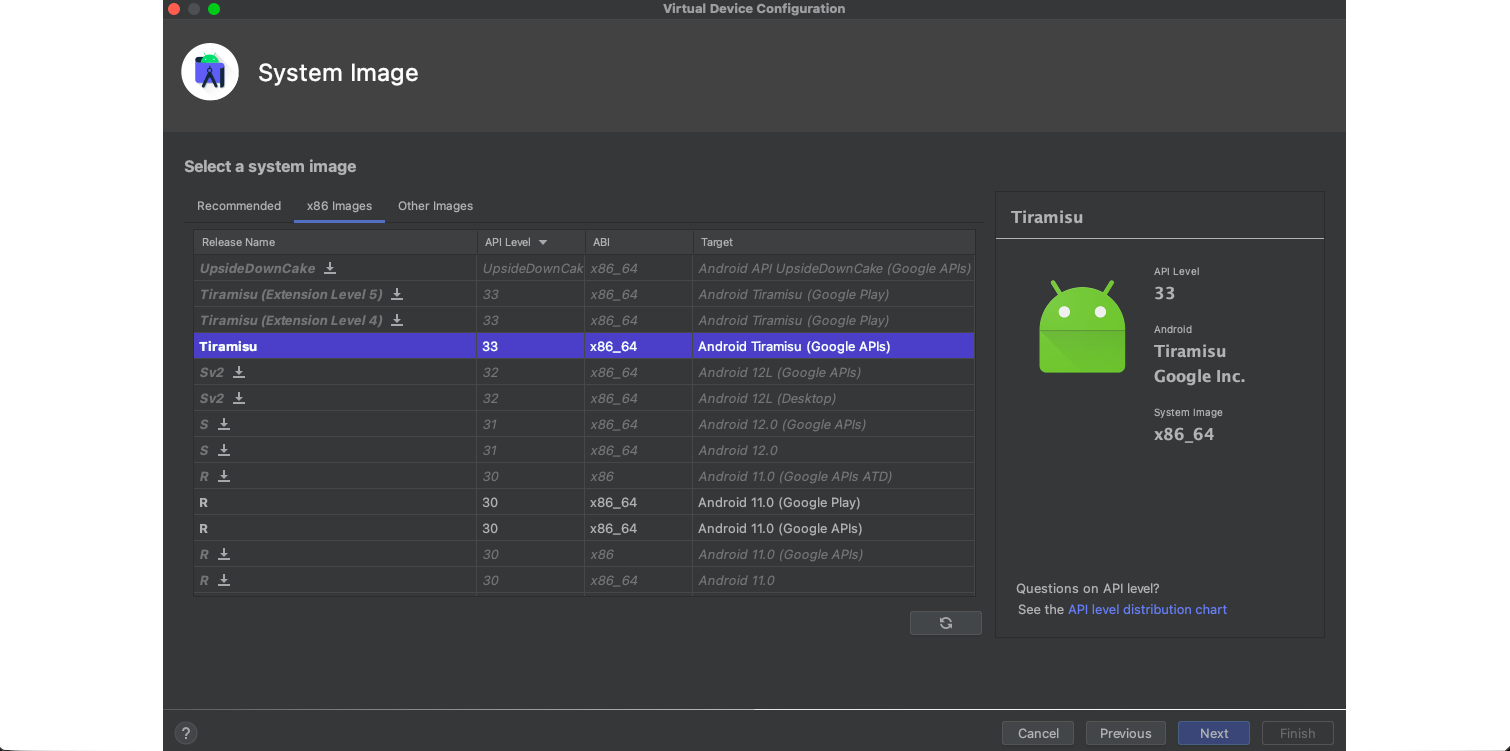 Virtual Device Configuration
System Image
Select a system image
Recommended x86 Images Other Images
Release Name API Level ABI Target
UpsideDownCake UpsideDownCak x86_64 Android API UpsideDownCake (Google APIs)
Tiramisu (Extension Level 5) 33 x86_64 Android Tiramisu (Google Play)
Tiramisu (Extension Level 4) 33 x86_64 Android Tiramisu (Google Play)
Tiramisu 33 x86_64 Android Tiramisu (Google APIs)
Sv2 32 x86_64 Android 12L (Google APIs)
Sv2 32 x86_64 Android 12L (Desktop)
S 31 x86_64 Android 12.0 (Google APIs)
S 31 x86_64 Android 12.0
R 30 x86 Android 11.0 (Google APIs ATD)
R 30 x86_64 Android 11.0 (Google Play)
R 30 x86_64 Android 11.0 (Google APIs)
R 30 x86 Android 11.0 (Google APIs)
R 30 x86_64 Android 11.0
Tiramisu
API Level
33
Android
Tiramisu
Google Inc.
System Image
x86_64
Questions on API level?
See the API level distribution chart
? Cancel Previous Next Finish